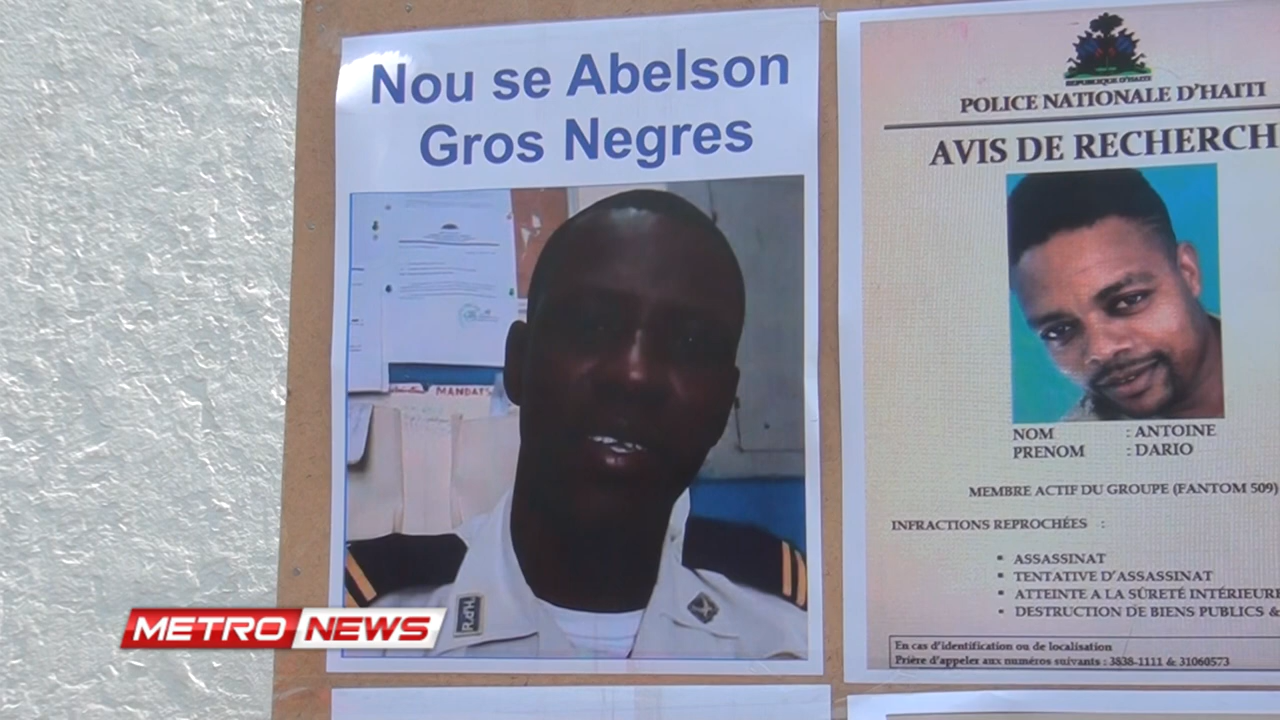 Nou se Abelson
Gros Negres
MANDATS
R.d'H.
REPUBLIQUE D'HAITI
POLICE NATIONALE D'HAITI
AVIS DE RECHERCH
NOM : ANTOINE
PRENOM : DARIO
MEMBRE ACTIF DU GROUPE (FANTOM 509)
INFRACTIONS REPROCHÉES :
▪ ASSASSINAT
▪ TENTATIVE D'ASSASSINAT
▪ ATTEINTE A LA SÛRETÉ INTÉRIEURE
▪ DESTRUCTION DE BIENS PUBLICS &
En cas d'identification ou de localisation
Prière d'appeler aux numéros suivants : 3838-1111 & 31060573
METRO NEWS